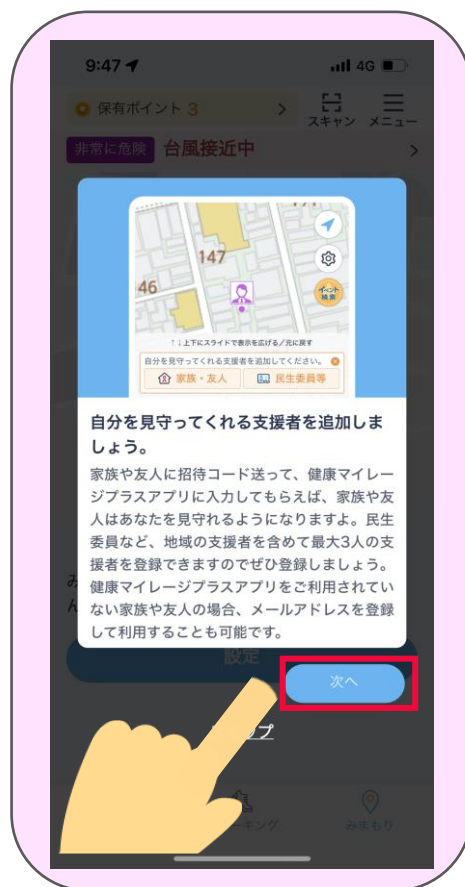 9:47
4G
保有ポイント 3
スキャン
メニュー
非常に危険 台風接近中
147
46
イベント
検索
↑↓上下にスライドで表示を広げる/元に戻す
自分を見守ってくれる支援者を追加してください。
家族・友人
民生委員等
自分を見守ってくれる支援者を追加しま
しょう。
家族や友人に招待コード送って、健康マイレー
ジプラスアプリに入力してもらえば、家族や友
人はあなたを見守れるようになりますよ。民生
委員など、地域の支援者を含めて最大3人の支
援者を登録できますのでぜひ登録しましょう。
健康マイレージプラスアプリをご利用されてい
ない家族や友人の場合、メールアドレスを登録
して利用することも可能です。
設定
次へ
ップ
キング
みまもり